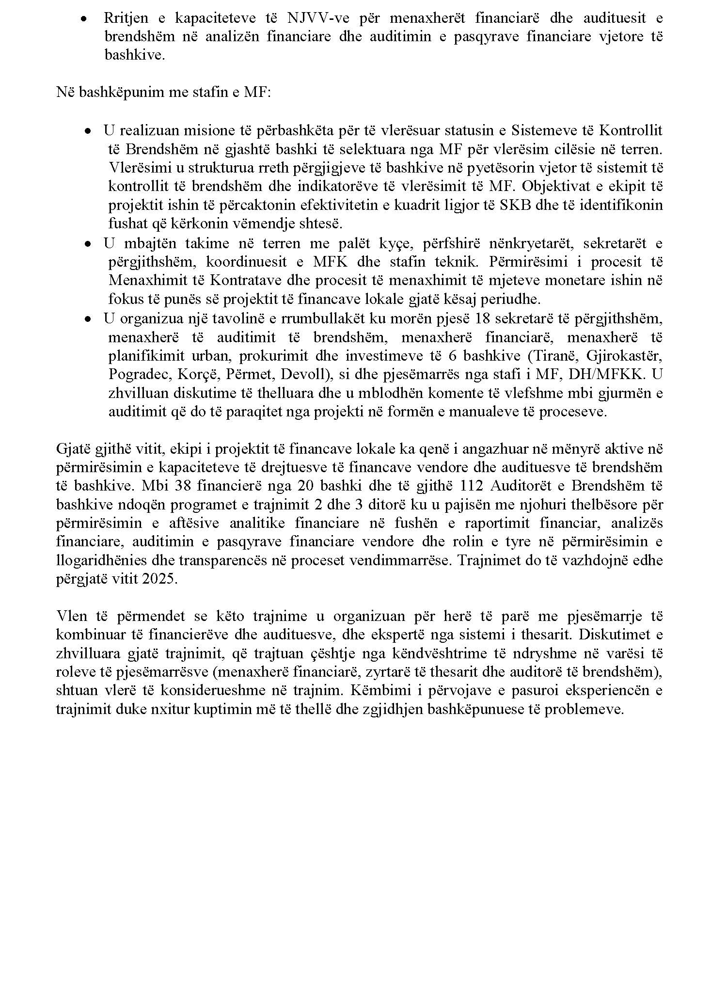 • Rritjen e kapaciteteve të NJVV-ve për menaxherët financiarë dhe audituesit e
brendshëm në analizën financiare dhe auditimin e pasqyrave financiare vjetore të
bashkive.
Në bashkëpunim me stafin e MF:
• U realizuan misione të përbashkëta për të vlerësuar statusin e Sistemeve të Kontrollit
të Brendshëm në gjashtë bashki të selektuara nga MF për vlerësim cilësie në terren.
Vlerësimi u strukturua rreth përgjigjeve të bashkive në pyetësorin vjetor të sistemit të
kontrollit të brendshëm dhe indikatorëve të vlerësimit të MF. Objektivat e ekipit të
projektit ishin të përcaktonin efektivitetin e kuadrit ligjor të SKB dhe të identifikonin
fushat që kërkonin vëmendje shtesë.
• U mbajtën takime në terren me palët kyçe, përfshirë nënkryetarët, sekretarët e
përgjithshëm, koordinuesit e MFK dhe stafin teknik. Përmirësimi i procesit të
Menaxhimit të Kontratave dhe procesit të menaxhimit të mjeteve monetare ishin në
fokus të punës së projektit të financave lokale gjatë kësaj periudhe.
• U organizua një tavolinë e rrumbullakët ku morën pjesë 18 sekretarë të përgjithshëm,
menaxherë të auditimit të brendshëm, menaxherë financiarë, menaxherë të
planifikimit urban, prokurimit dhe investimeve të 6 bashkive (Tiranë, Gjirokastër,
Pogradec, Korçë, Përmet, Devoll), si dhe pjesëmarrës nga stafi i MF, DH/MFKK. U
zhvilluan diskutime të thelluara dhe u mblodhën komente të vlefshme mbi gjurmën e
auditimit që do të paraqitet nga projekti në formën e manualeve të proceseve.
Gjatë gjithë vitit, ekipi i projektit të financave lokale ka qenë i angazhuar në mënyrë aktive në
përmirësimin e kapaciteteve të drejtuesve të financave vendore dhe audituesve të brendshëm
të bashkive. Mbi 38 financierë nga 20 bashki dhe të gjithë 112 Auditorët e Brendshëm të
bashkive ndoqën programet e trajnimit 2 dhe 3 ditorë ku u pajisën me njohuri thelbësore për
përmirësimin e aftësive analitike financiare në fushën e raportimit financiar, analizës
financiare, auditimin e pasqyrave financiare vendore dhe rolin e tyre në përmirësimin e
llogaridhënies dhe transparencës në proceset vendimmarrëse. Trajnimet do të vazhdojnë edhe
përgjatë vitit 2025.
Vlen të përmendet se këto trajnime u organizuan për herë të parë me pjesëmarrje të
kombinuar të financierëve dhe audituesve, dhe ekspertë nga sistemi i thesarit. Diskutimet e
zhvilluara gjatë trajnimit, që trajtuan çështje nga këndvështrime të ndryshme në varësi të
roleve të pjesëmarrësve (menaxherë financiarë, zyrtarë të thesarit dhe auditorë të brendshëm),
shtuan vlerë të konsiderueshme në trajnim. Këmbimi i përvojave e pasuroi eksperiencën e
trajnimit duke nxitur kuptimin më të thellë dhe zgjidhjen bashkëpunuese të problemeve.